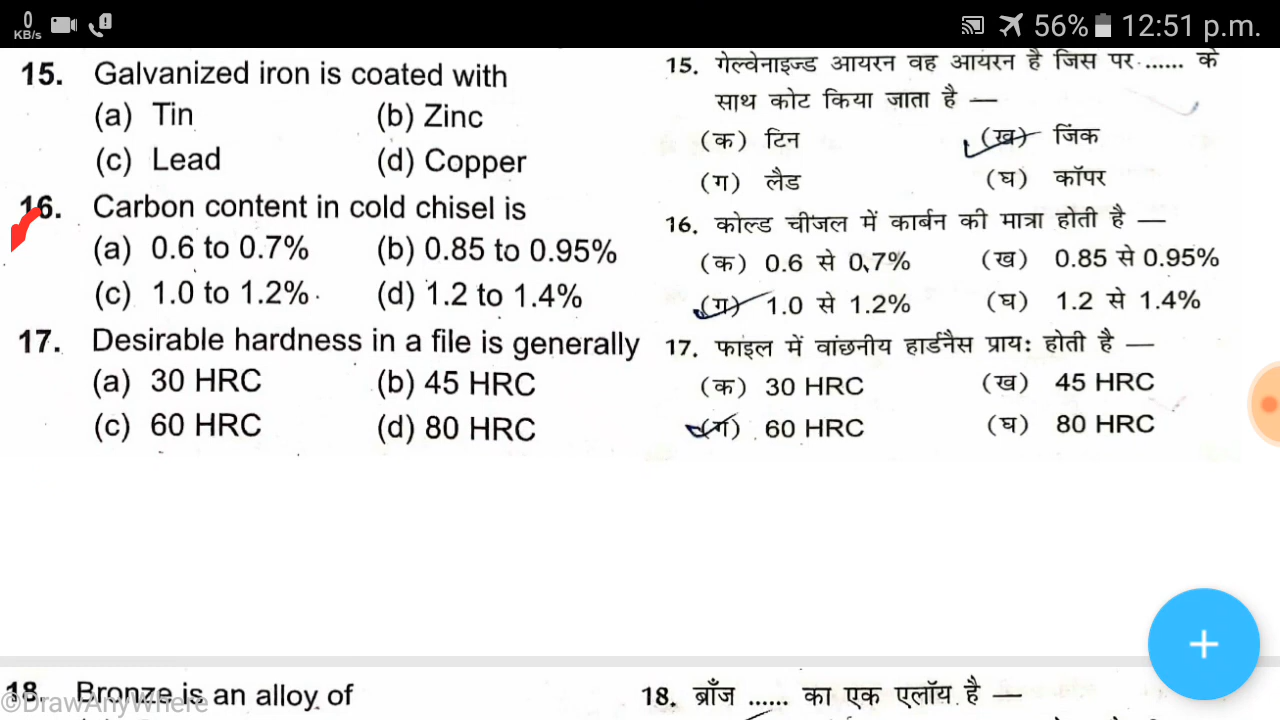 0
KB/s
56% 12:51 p.m.
15. Galvanized iron is coated with
(a) Tin (b) Zinc
(c) Lead (d) Copper
16. Carbon content in cold chisel is
(a) 0.6 to 0.7% (b) 0.85 to 0.95%
(c) 1.0 to 1.2% (d) 1.2 to 1.4%
17. Desirable hardness in a file is generally
(a) 30 HRC (b) 45 HRC
(c) 60 HRC (d) 80 HRC
15. गेल्वेनाइज्ड आयरन वह आयरन है जिस पर ...... के
साथ कोट किया जाता है —
(क) टिन (ख) जिंक
(ग) लैड (घ) कॉपर
16. कोल्ड चीजल में कार्बन की मात्रा होती है —
(क) 0.6 से 0.7% (ख) 0.85 से 0.95%
(ग) 1.0 से 1.2% (घ) 1.2 से 1.4%
17. फाइल में वांछनीय हार्डनैस प्रायः होती है —
(क) 30 HRC (ख) 45 HRC
(ग) 60 HRC (घ) 80 HRC
18. Bronze is an alloy of
18. ब्रॉंज ...... का एक एलॉय है —
©DrawAnyWhere